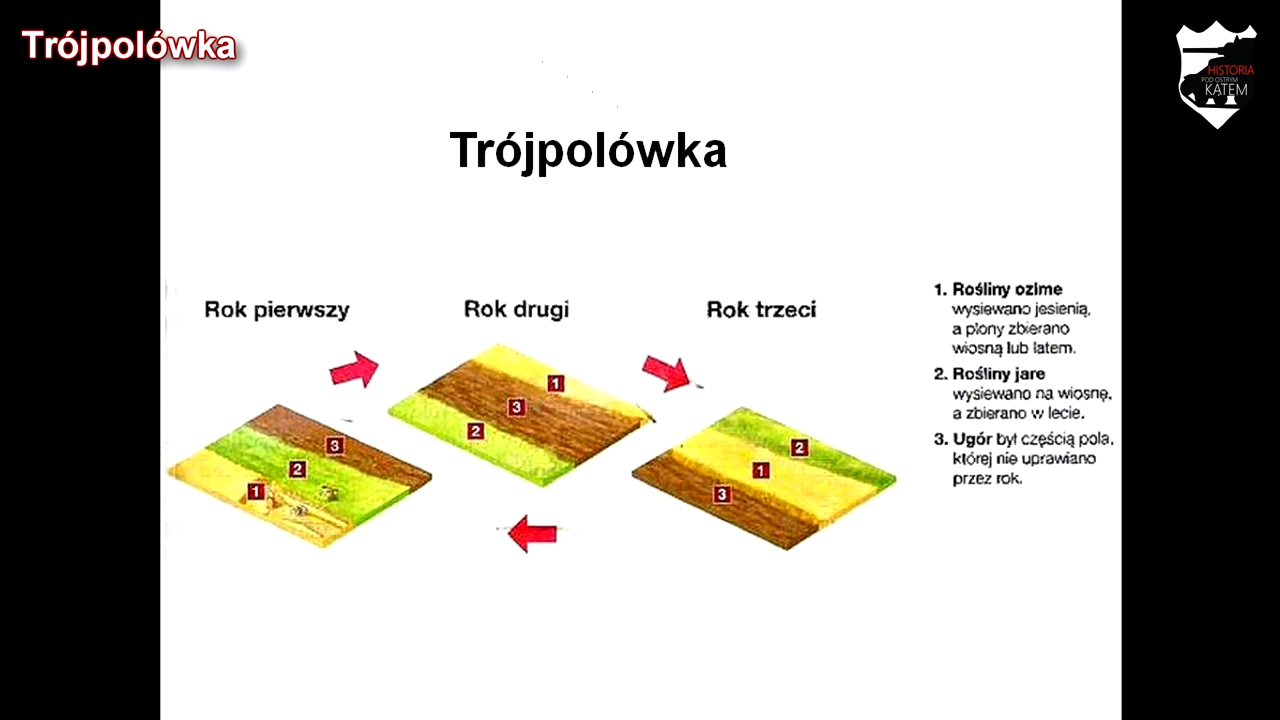 Trójpolówka
HISTORIA
POD OSTRYM
KĄTEM
Trójpolówka
Rok pierwszy
Rok drugi
Rok trzeci
1
3
2
3
2
1
2
1
3
1. Rośliny ozime
wysiewano jesienią,
a plony zbierano
wiosną lub latem.
2. Rośliny jare
wysiewano na wiosnę,
a zbierano w lecie.
3. Ugór był częścią pola,
której nie uprawiano
przez rok.